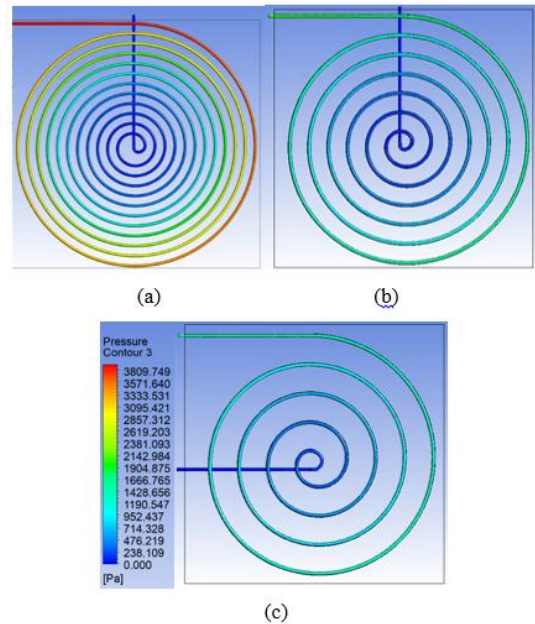 (a)
(b)
Pressure
Contour 3
3809.749
3571.640
3333.531
3095.421
2857.312
2619.203
2381.093
2142.984
1904.875
1666.765
1428.656
1190.547
952.437
714.328
476.219
238.109
0.000
[Pa]
(c)